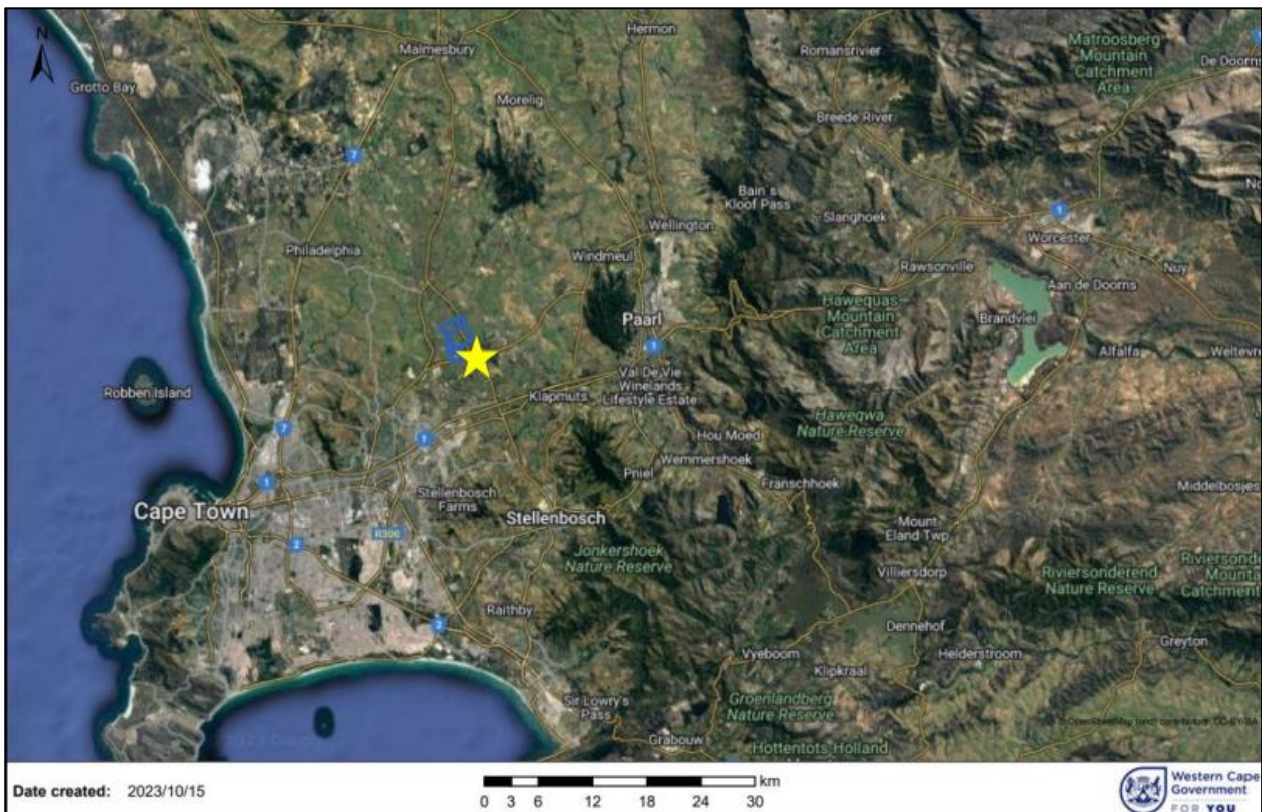 N
Hermon
Malmesbury
Romansrivier
Matroosberg
Mountain
Catchment
Area
De Doorns
Grotto Bay
Morelig
Breede River
7
Bain`s
Kloof Pass
Slanghoek
1
Worcester
Wellington
Philadelphia
Windmeul
Rawsonville
Nuy
Aan de Doorns
Hawequas
Mountain
Catchment
Area
Brandvlei
Paarl
1
Alfalfa
Weltevre
Robben Island
Val De Vie
Winelands
Lifestyle Estate
Klapmuts
Haweqwa
Nature Reserve
7
1
Hou Moed
Wemmershoek
Pniel
Franschhoek
1
Stellenbosch
Farms
Middelbosjes
Cape Town
Stellenbosch
R300
2
Mount
Eland Twp
Jonkershoek
Nature Reserve
Villiersdorp
Riviersonderend
Nature Reserve
Riviersonde
Mounta
Catchment
Raithby
2
Dennehof
Greyton
Vyeboom
Helderstroom
Klipkraal
Sir Lowry's
Pass
Groenlandberg
Nature Reserve
Grabouw
Hottentots Holland
Date created: 2023/10/15
km
0 3 6 12 18 24 30
Western Cape
Government
FOR YOU